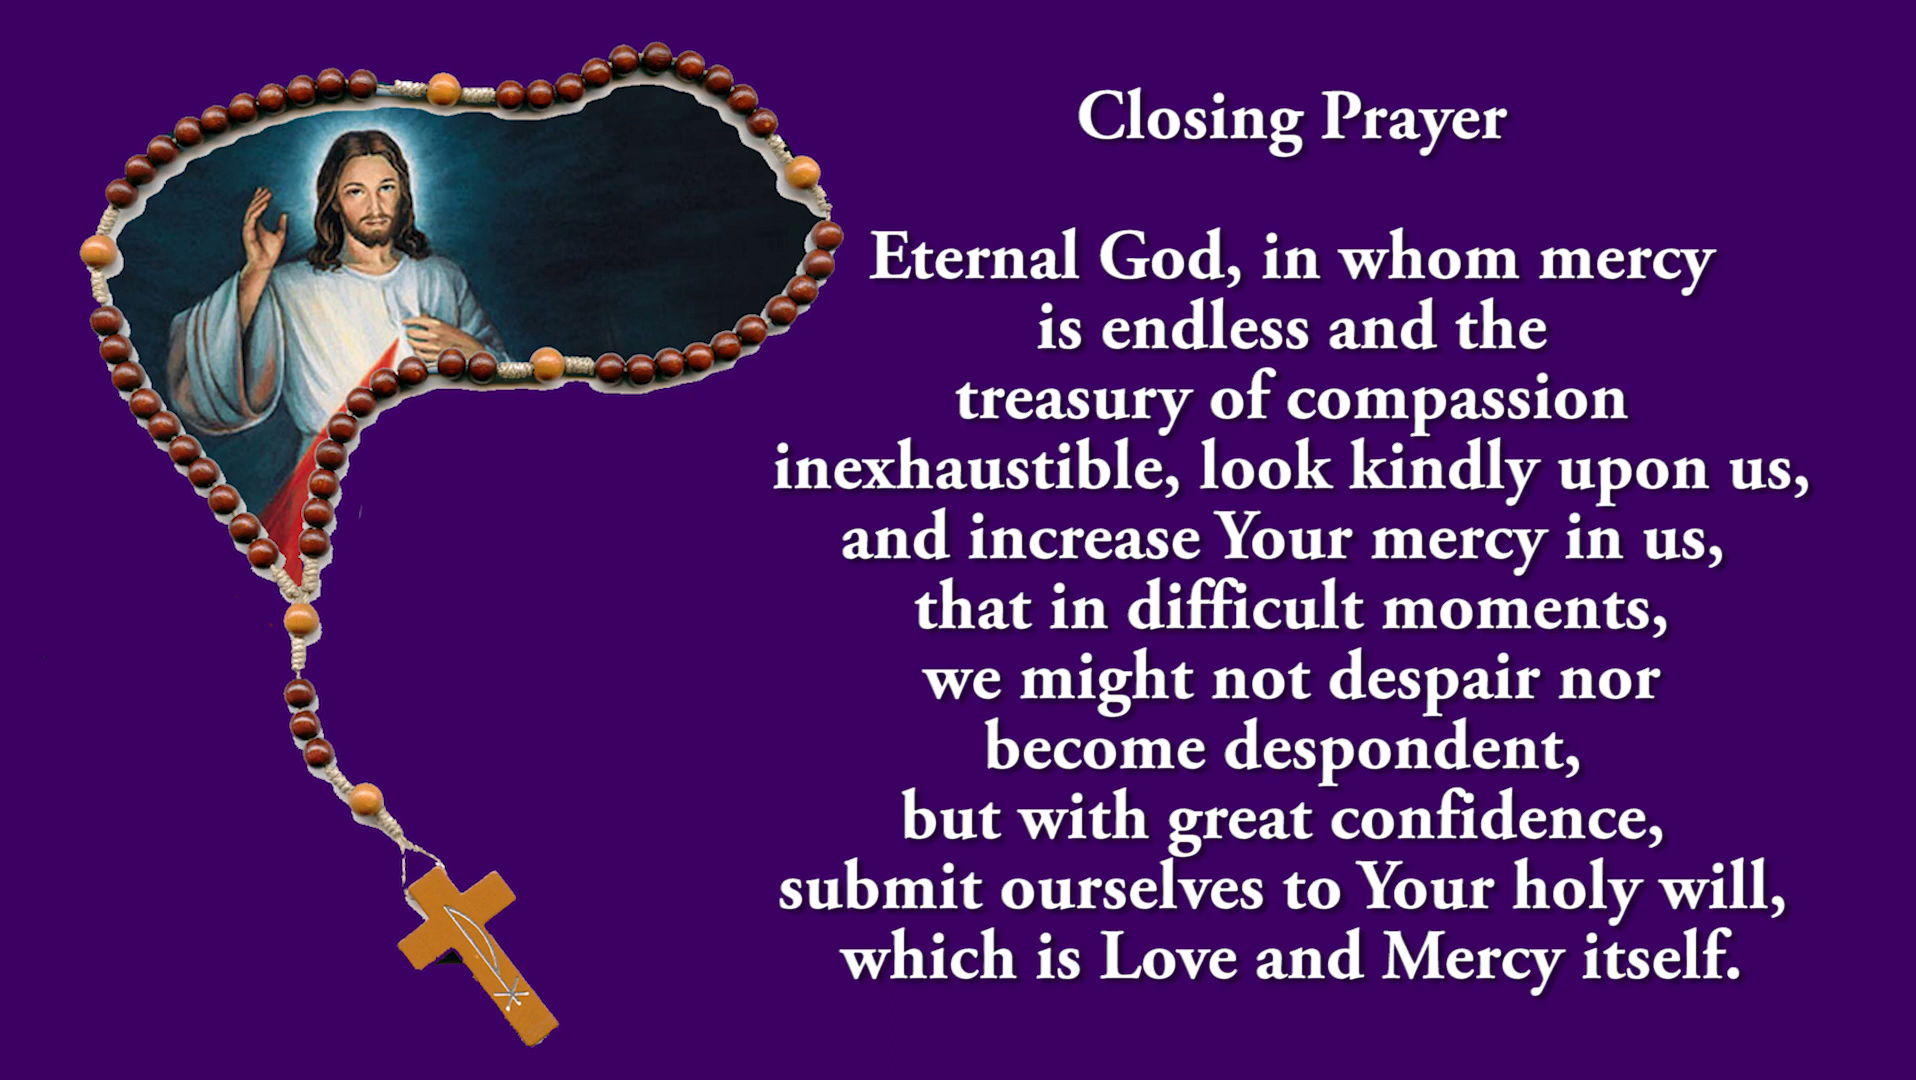 Closing Prayer
Eternal God, in whom mercy
is endless and the
treasury of compassion
inexhaustible, look kindly upon us,
and increase Your mercy in us,
that in difficult moments,
we might not despair nor
become despondent,
but with great confidence,
submit ourselves to Your holy will,
which is Love and Mercy itself.